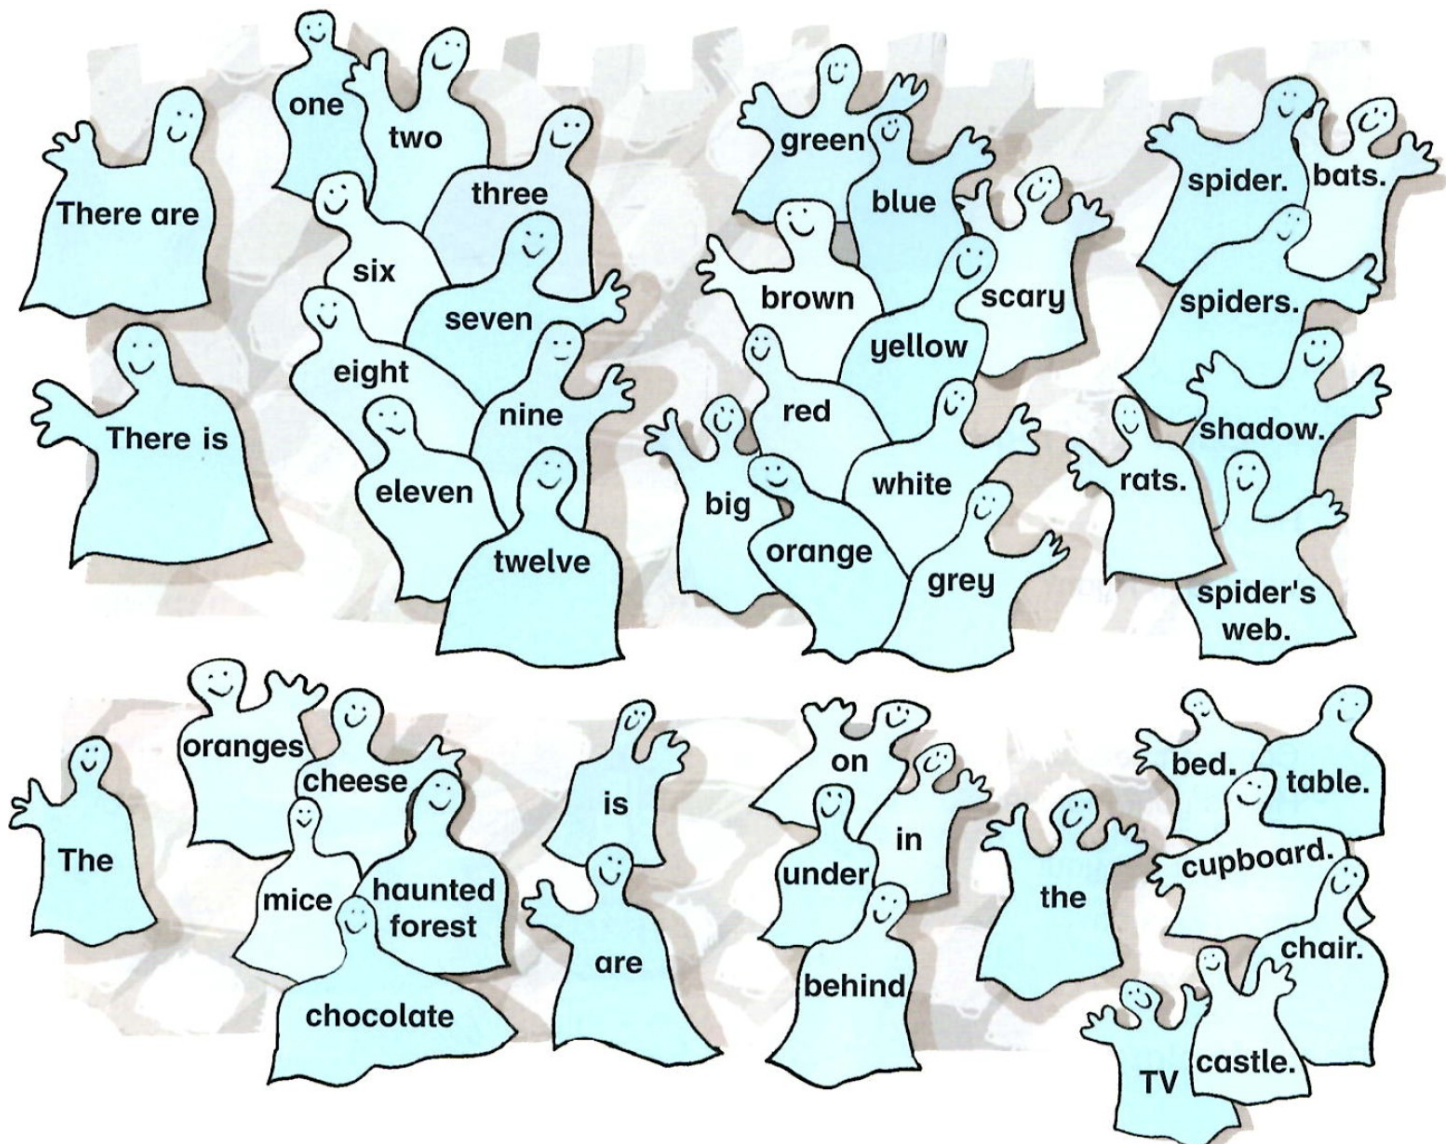 There are
There is
one
two
three
six
seven
eight
nine
eleven
twelve
green
blue
brown
scary
yellow
red
big
white
orange
grey
spider.
bats.
spiders.
shadow.
rats.
spider's
web.
The
oranges
cheese
mice
haunted
forest
chocolate
is
are
on
in
under
behind
the
bed.
table.
cupboard.
chair.
TV
castle.